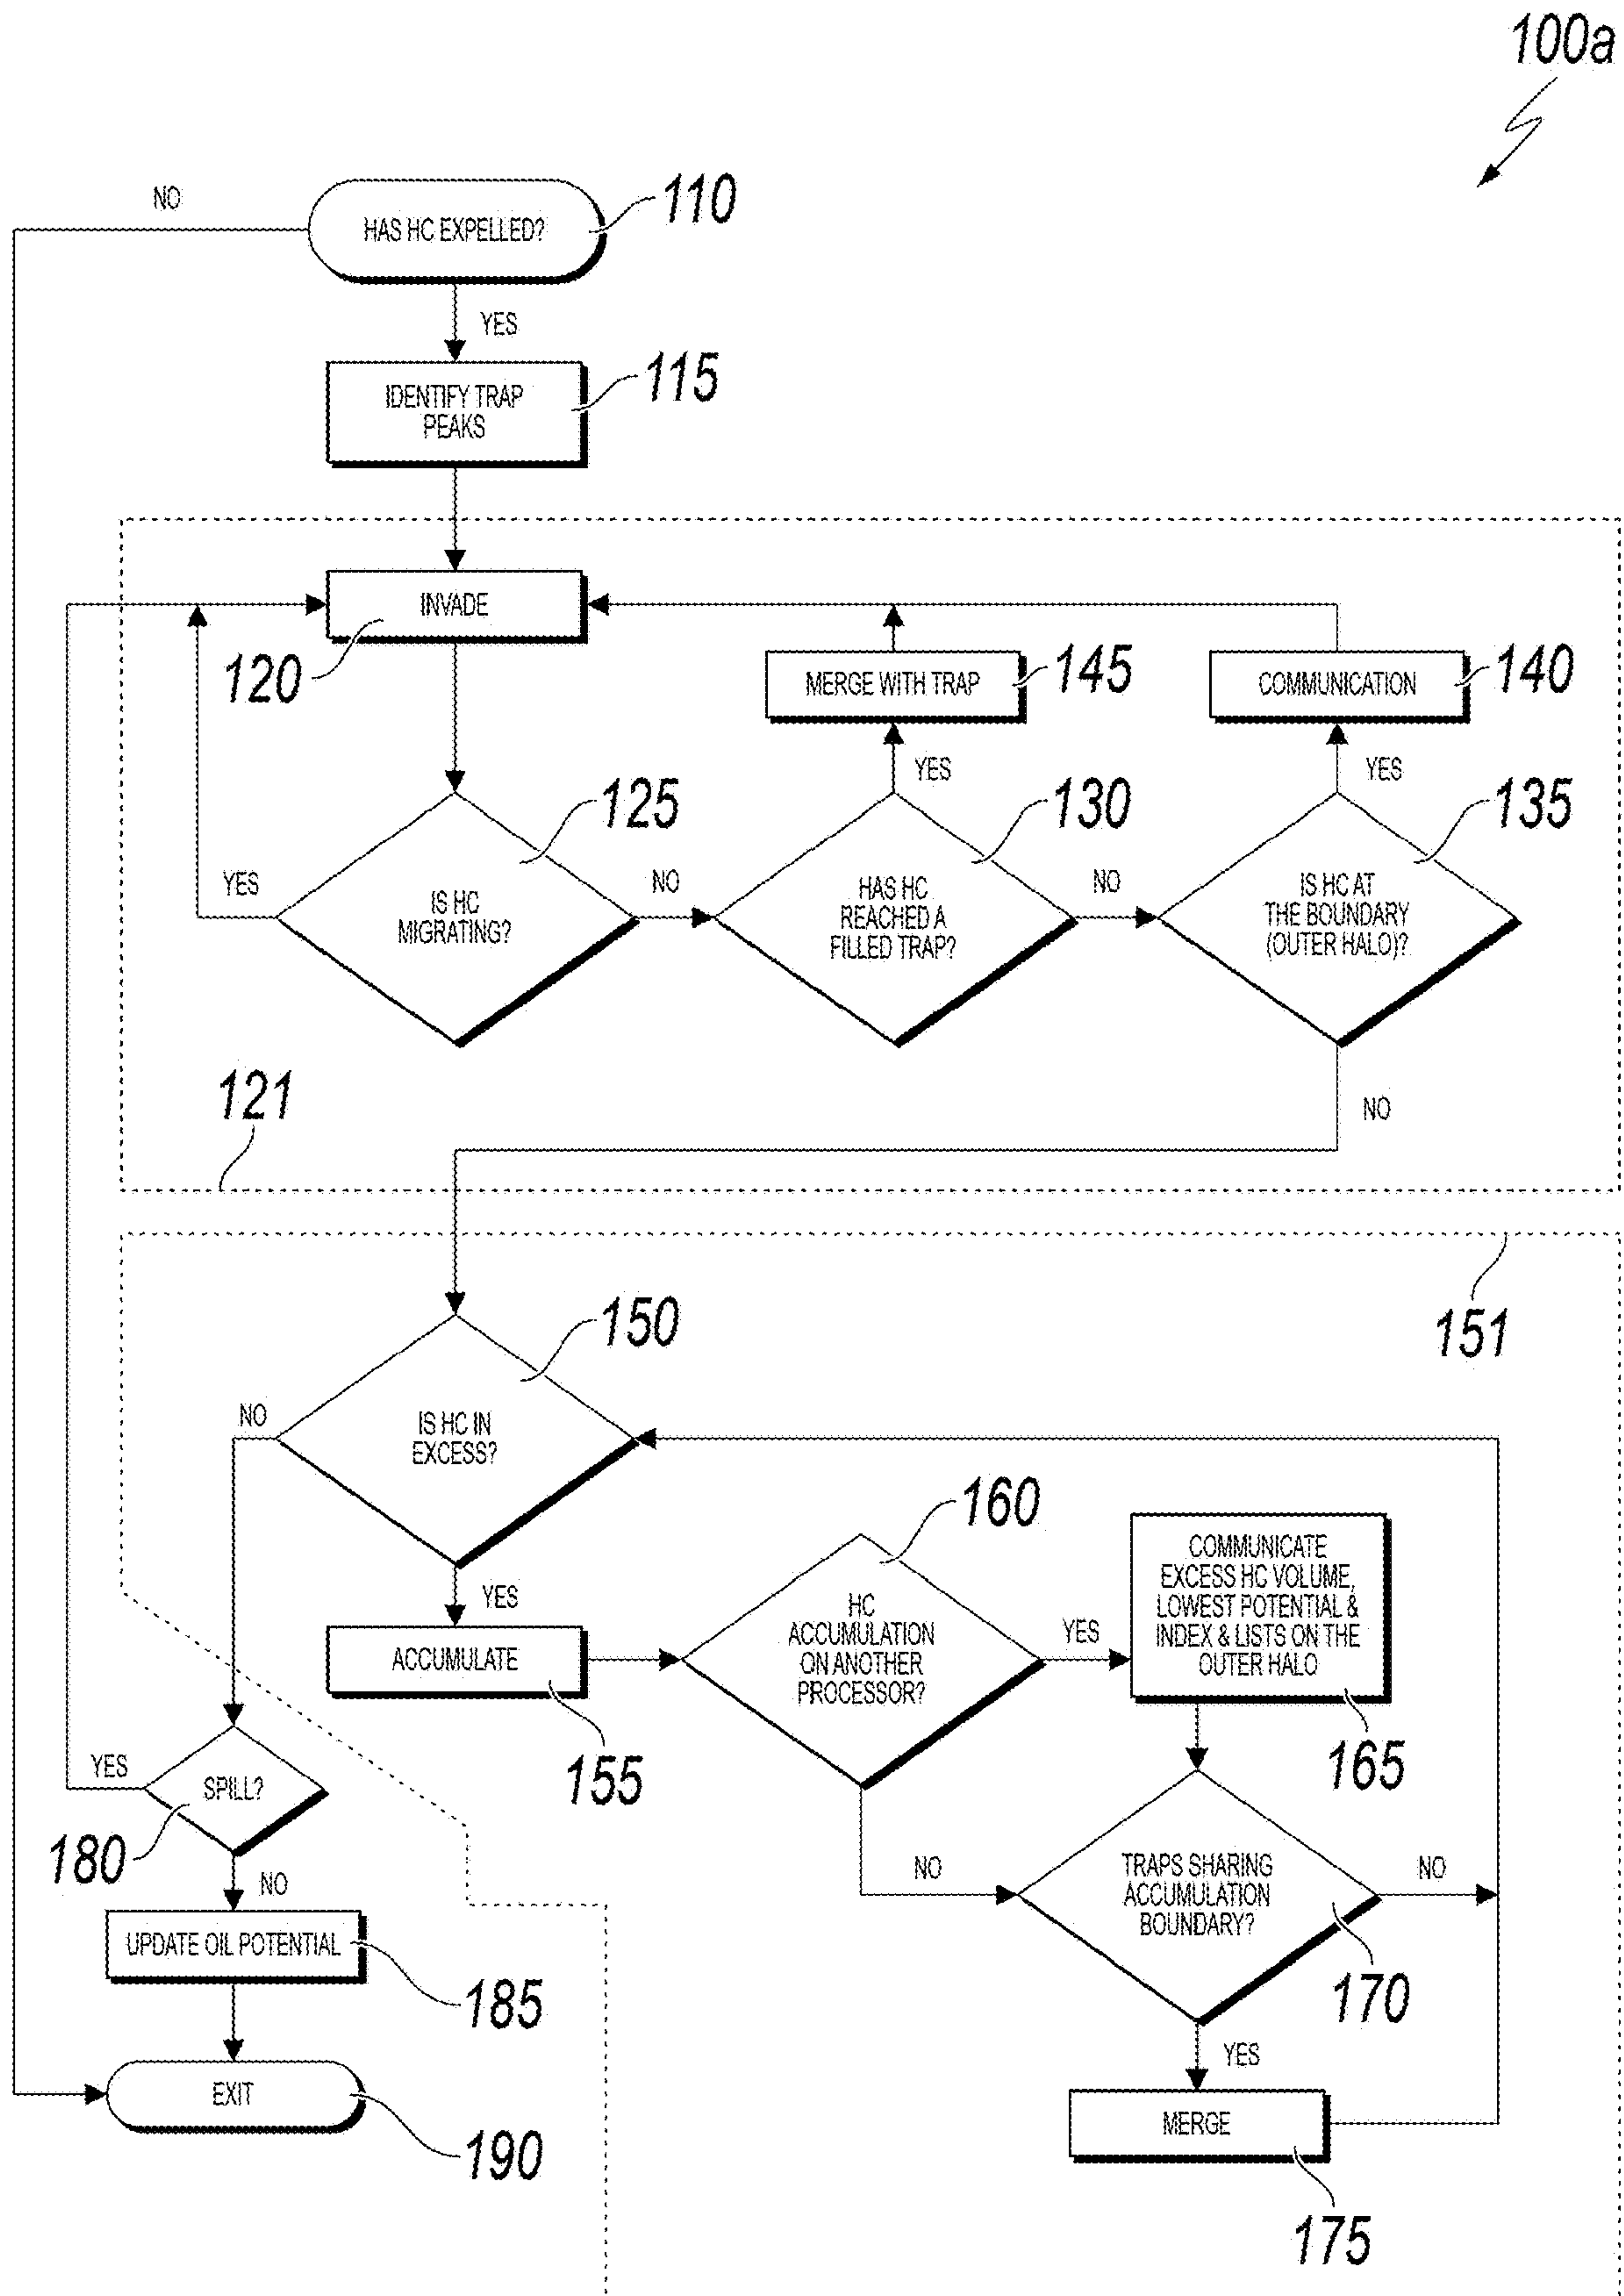 100a
NO
HAS HC EXPELLED?
110
YES
IDENTIFY TRAP
PEAKS
115
INVADE
120
MERGE WITH TRAP
145
COMMUNICATION
140
YES
YES
125
130
135
YES
IS HC
MIGRATING?
NO
HAS HC
REACHED A
FILLED TRAP?
NO
IS HC AT
THE BOUNDARY
(OUTER HALO)?
121
NO
151
150
NO
IS HC IN
EXCESS?
160
YES
ACCUMULATE
155
HC
ACCUMULATION
ON ANOTHER
PROCESSOR?
YES
COMMUNICATE
EXCESS HC VOLUME,
LOWEST POTENTIAL &
INDEX & LISTS ON THE
OUTER HALO
165
YES
SPILL?
180
NO
NO
TRAPS SHARING
ACCUMULATION
BOUNDARY?
NO
170
UPDATE OIL POTENTIAL
185
YES
EXIT
190
MERGE
175